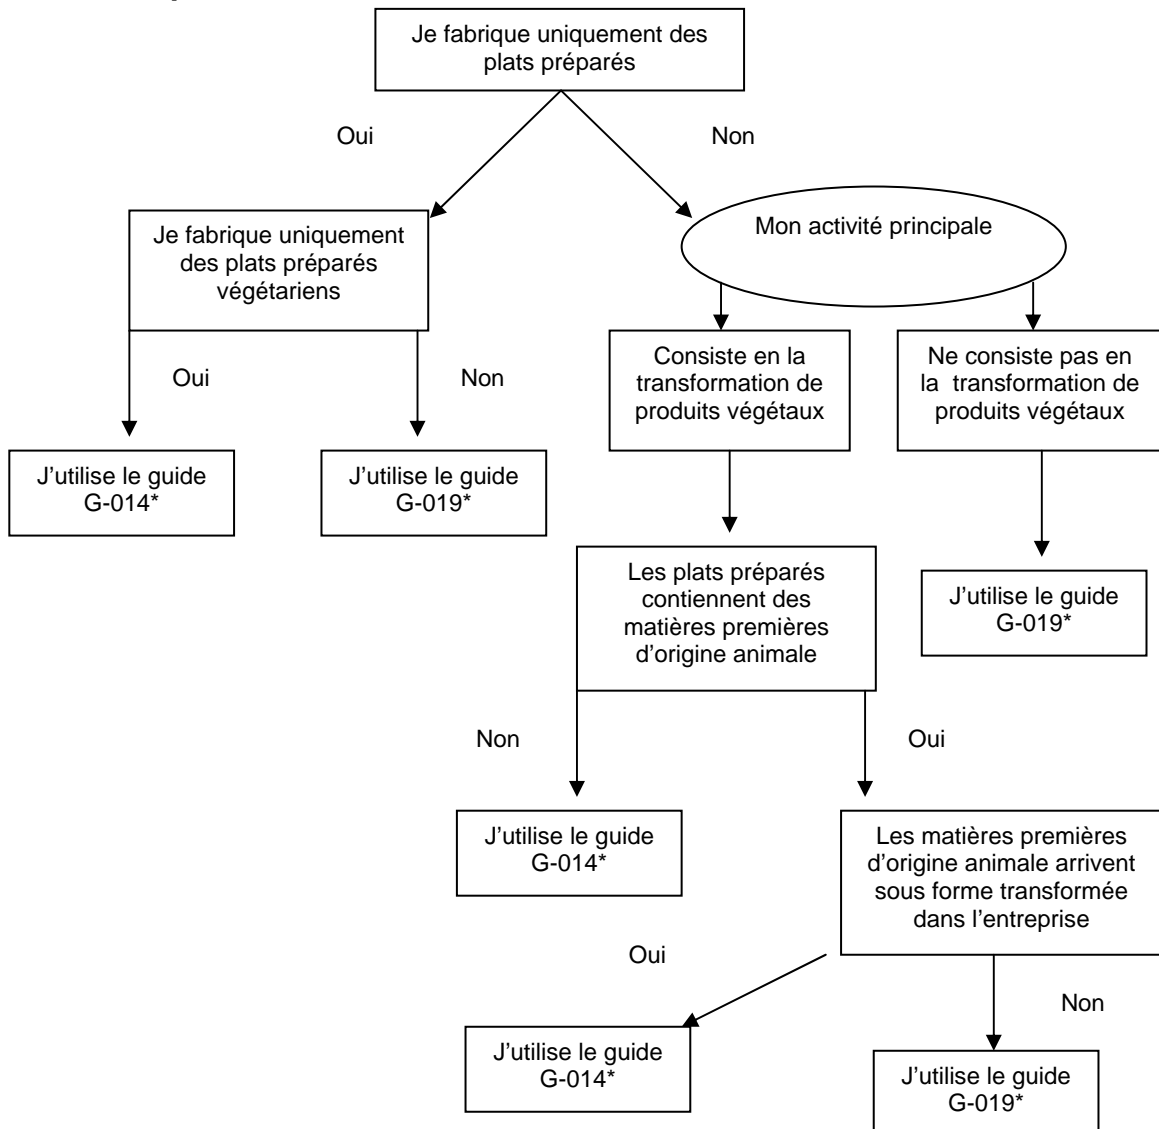 Je fabrique uniquement des
plats préparés
Oui
Non
Je fabrique uniquement
des plats préparés
végétariens
Mon activité principale
Oui
Non
Consiste en la
transformation de
produits végétaux
Ne consiste pas en
la transformation de
produits végétaux
J’utilise le guide
G-014*
J’utilise le guide
G-019*
Les plats préparés
contiennent des
matières premières
d’origine animale
J’utilise le guide
G-019*
Non
Oui
J’utilise le guide
G-014*
Les matières premières
d’origine animale arrivent
sous forme transformée
dans l’entreprise
Oui
Non
J’utilise le guide
G-014*
J’utilise le guide
G-019*